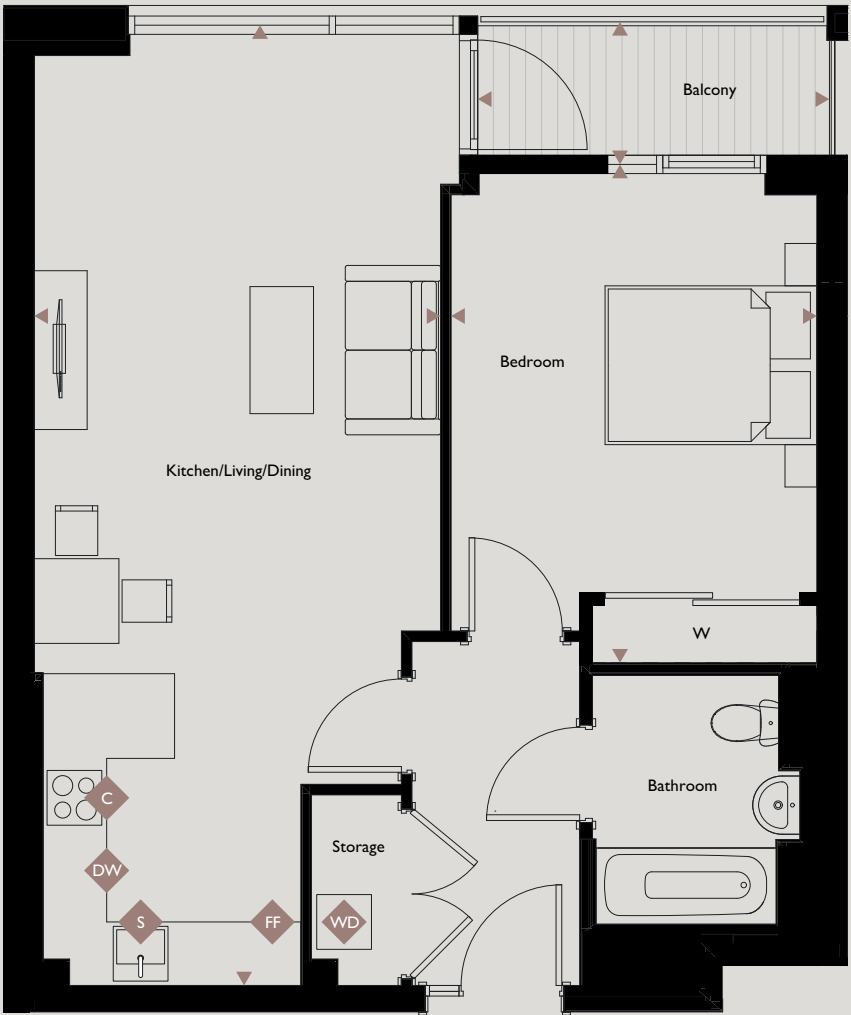 Balcony
Bedroom
Kitchen/Living/Dining
W
Bathroom
C
Storage
DW
S
FF
WD